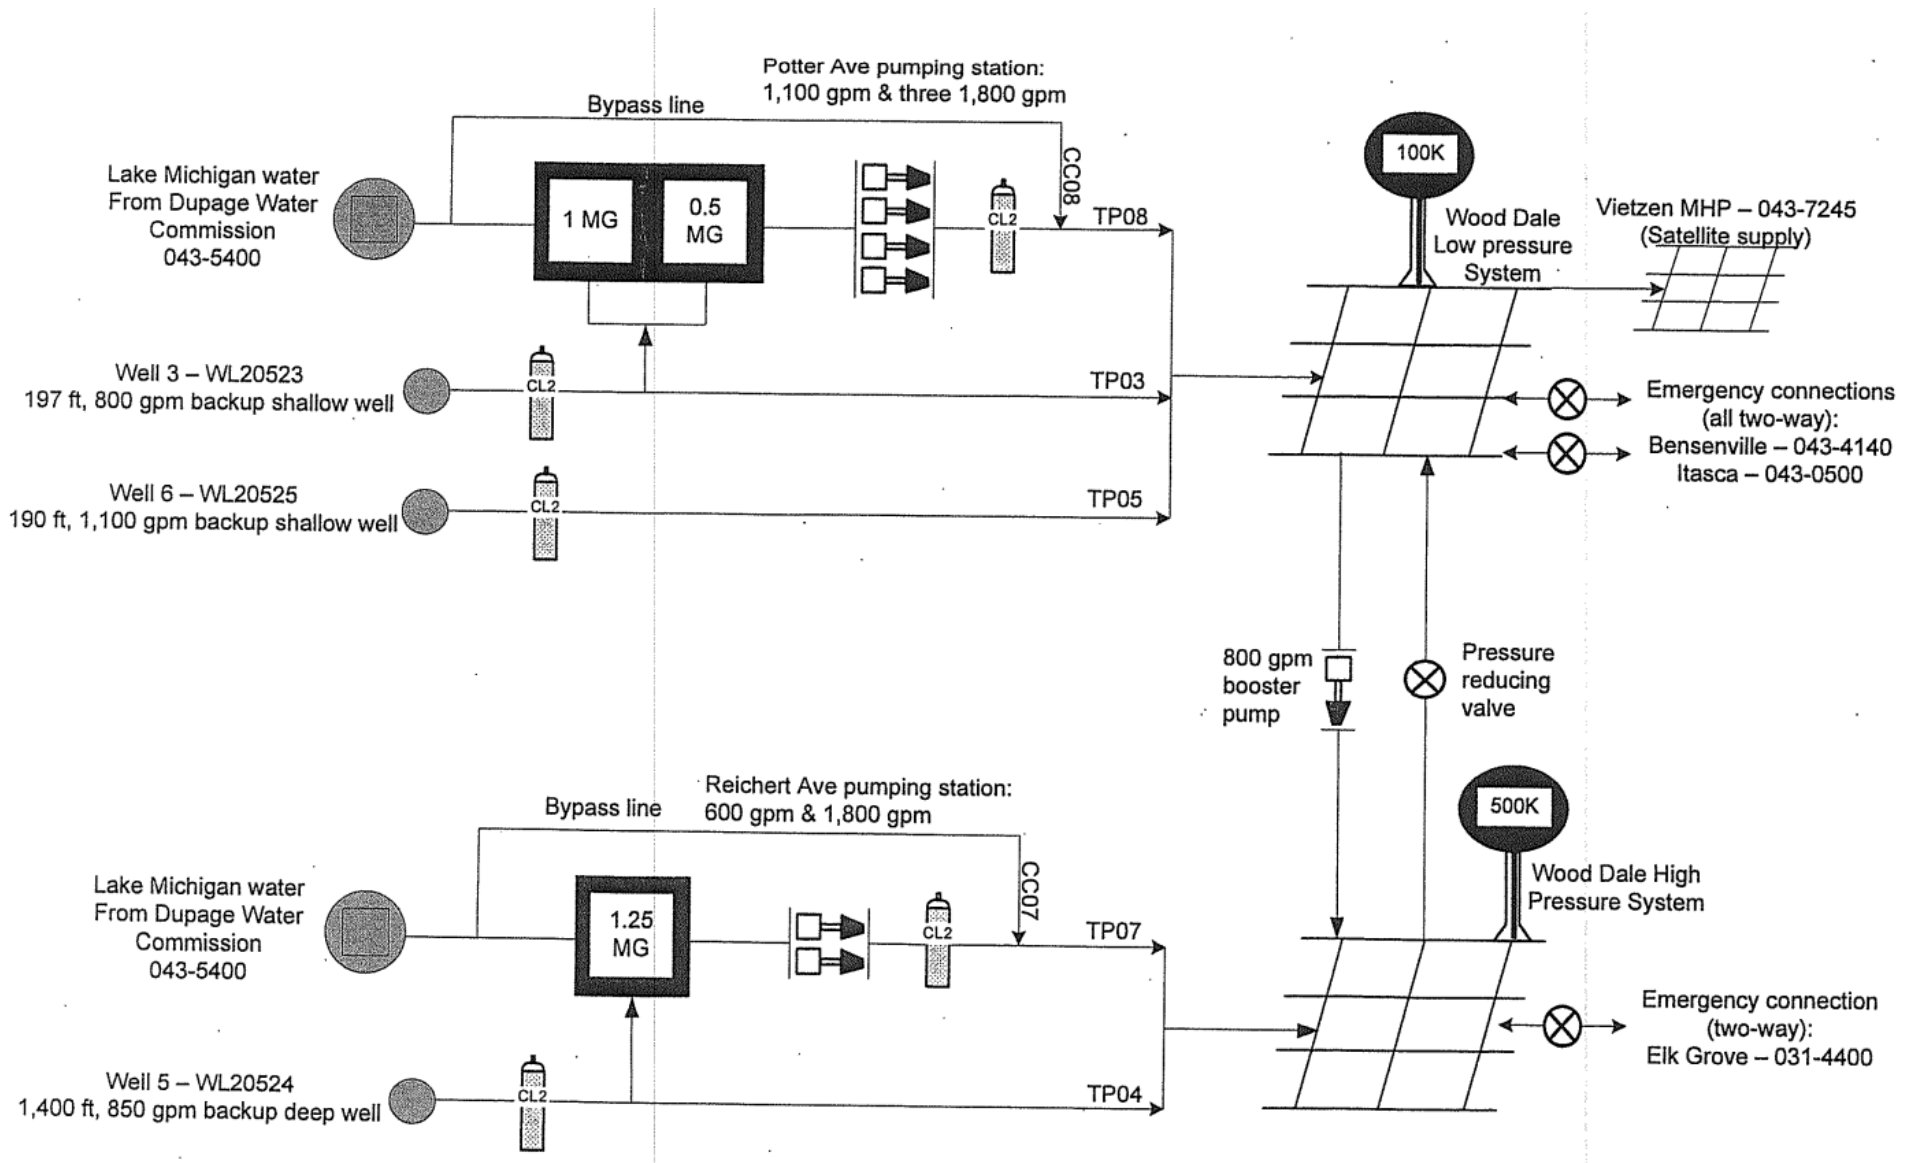 Potter Ave pumping station:
1,100 gpm & three 1,800 gpm
Bypass line
CC08
Lake Michigan water
From Dupage Water
Commission
043-5400
1 MG
0.5
MG
CL2
TP08
100K
Wood Dale
Low pressure
System
Vietzen MHP – 043-7245
(Satellite supply)
Well 3 – WL20523
197 ft, 800 gpm backup shallow well
CL2
TP03
Emergency connections
(all two-way):
Bensenville – 043-4140
Itasca – 043-0500
Well 6 – WL20525
190 ft, 1,100 gpm backup shallow well
CL2
TP05
800 gpm
booster
pump
Pressure
reducing
valve
Reichert Ave pumping station:
600 gpm & 1,800 gpm
Bypass line
CC07
500K
Wood Dale High
Pressure System
Lake Michigan water
From Dupage Water
Commission
043-5400
1.25
MG
CL2
TP07
Emergency connection
(two-way):
Elk Grove – 031-4400
Well 5 – WL20524
1,400 ft, 850 gpm backup deep well
CL2
TP04